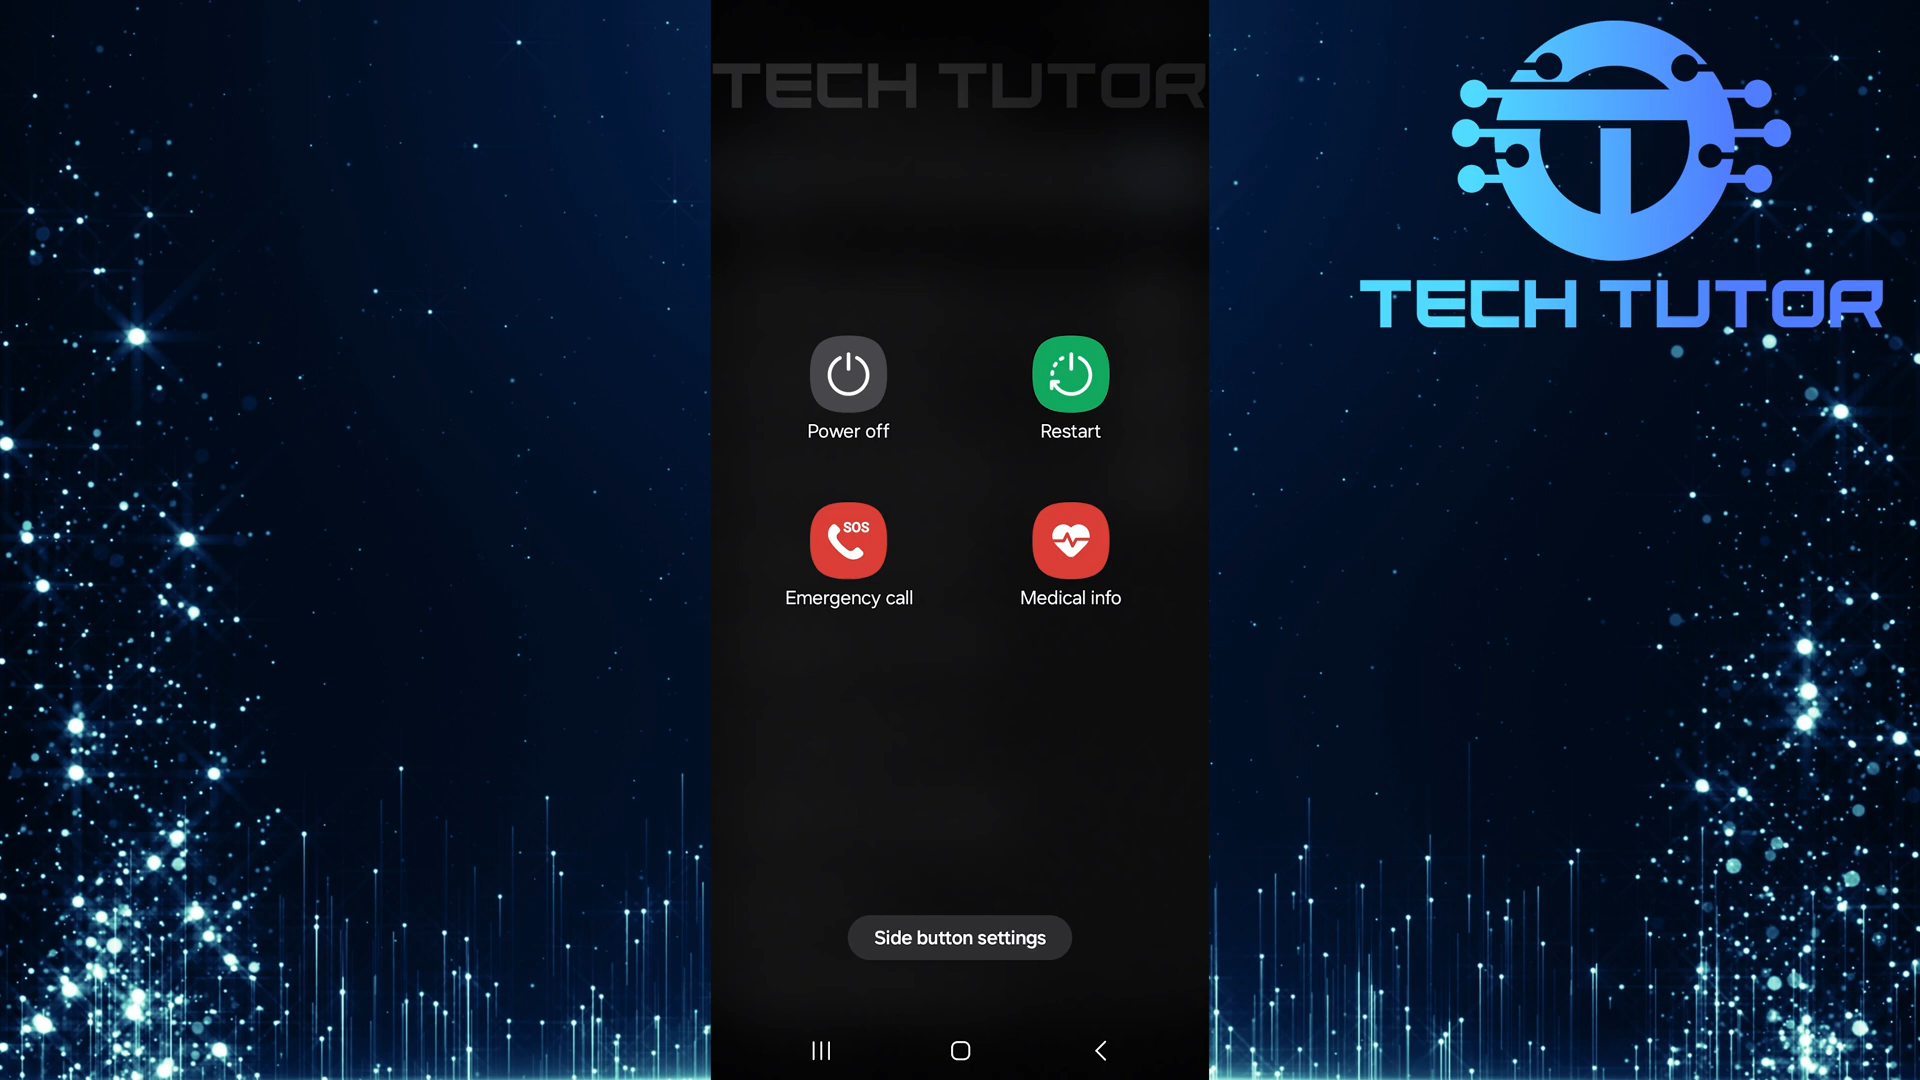 TECH TUTOR
TECH TUTOR
Power off
Restart
SOS
Emergency call
Medical info
Side button settings